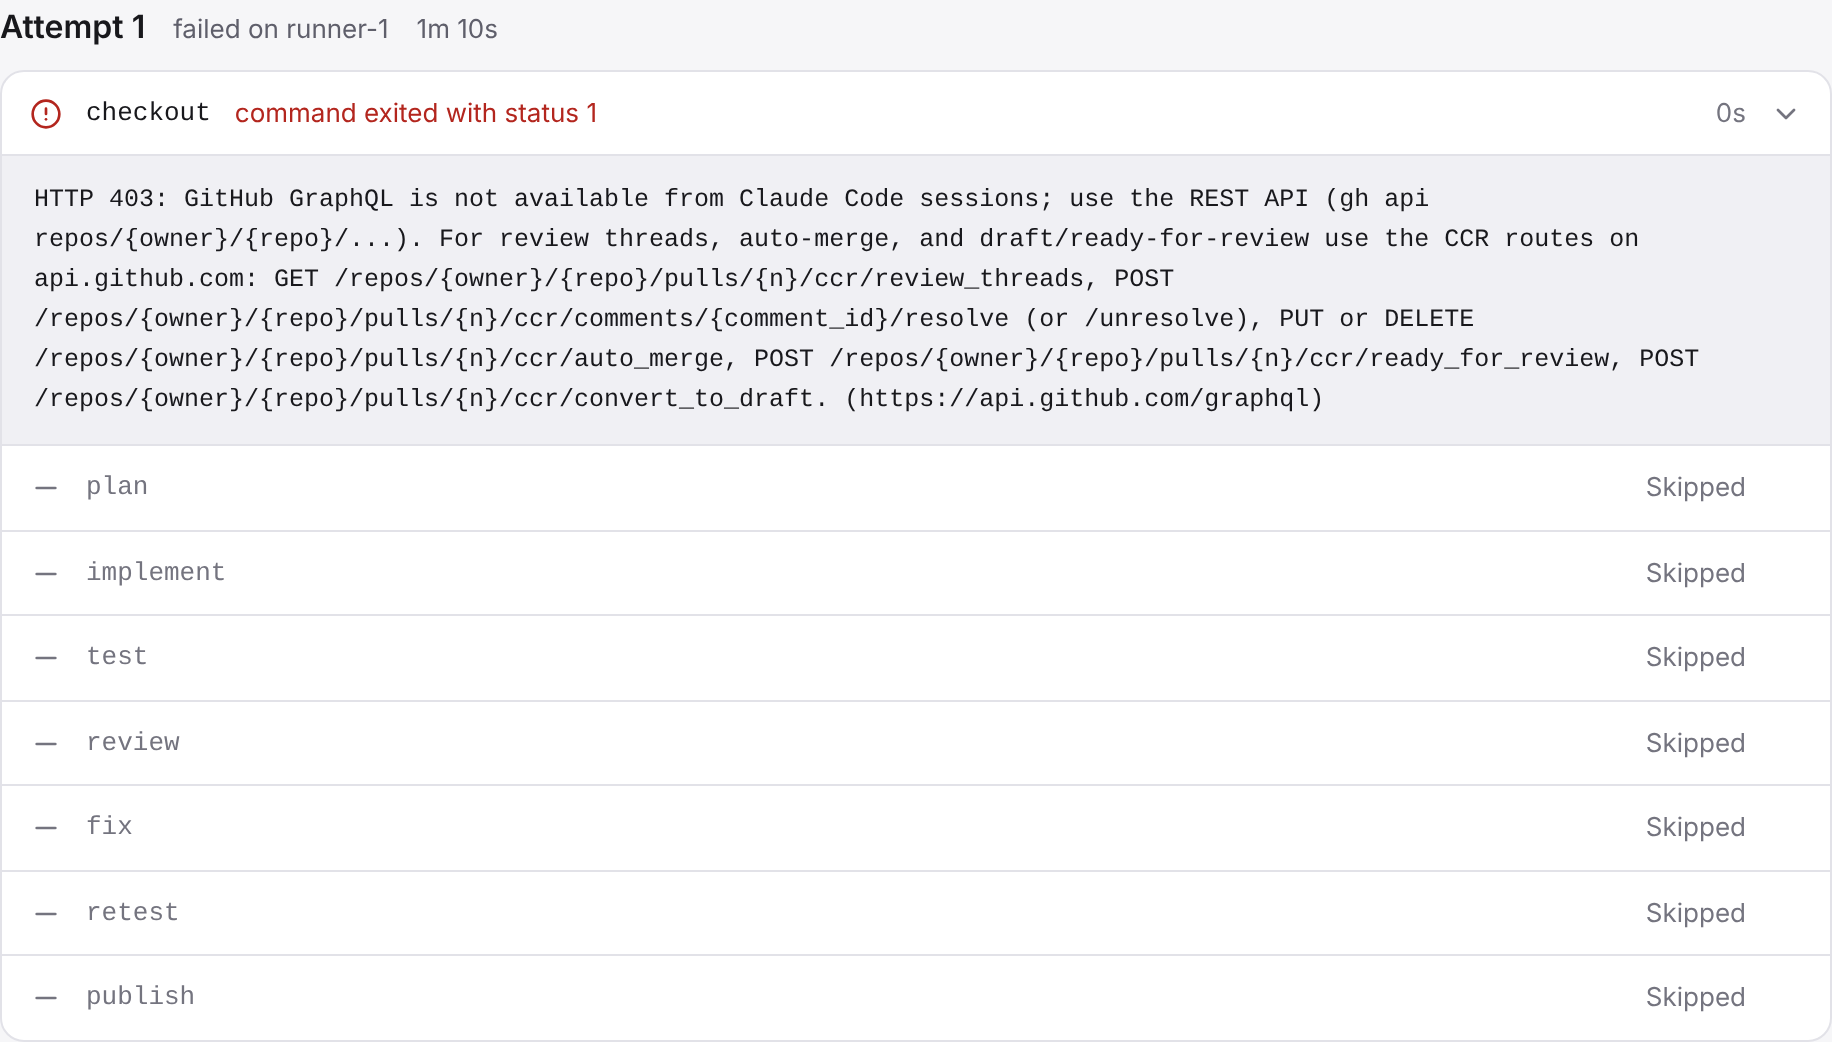 Attempt 1 failed on runner-1 1m 10s
checkout command exited with status 1 0s
HTTP 403: GitHub GraphQL is not available from Claude Code sessions; use the REST API (gh api
repos/{owner}/{repo}/...). For review threads, auto-merge, and draft/ready-for-review use the CCR routes on
api.github.com: GET /repos/{owner}/{repo}/pulls/{n}/ccr/review_threads, POST
/repos/{owner}/{repo}/pulls/{n}/ccr/comments/{comment_id}/resolve (or /unresolve), PUT or DELETE
/repos/{owner}/{repo}/pulls/{n}/ccr/auto_merge, POST /repos/{owner}/{repo}/pulls/{n}/ccr/ready_for_review, POST
/repos/{owner}/{repo}/pulls/{n}/ccr/convert_to_draft. (https://api.github.com/graphql)
plan Skipped
implement Skipped
test Skipped
review Skipped
fix Skipped
retest Skipped
publish Skipped